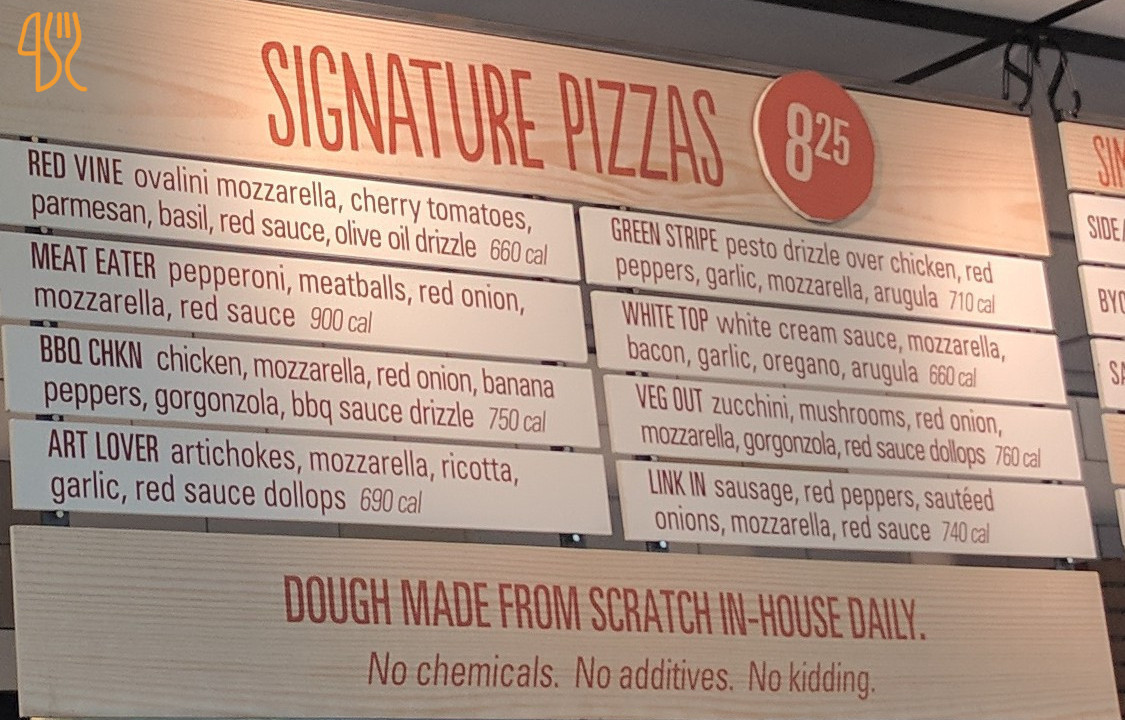 SIGNATURE PIZZAS
8.25
RED VINE ovalini mozzarella, cherry tomatoes,
parmesan, basil, red sauce, olive oil drizzle 660 cal
MEAT EATER pepperoni, meatballs, red onion,
mozzarella, red sauce 900 cal
BBQ CHKN chicken, mozzarella, red onion, banana
peppers, gorgonzola, bbq sauce drizzle 750 cal
ART LOVER artichokes, mozzarella, ricotta,
garlic, red sauce dollops 690 cal
GREEN STRIPE pesto drizzle over chicken, red
peppers, garlic, mozzarella, arugula 710 cal
WHITE TOP white cream sauce, mozzarella,
bacon, garlic, oregano, arugula 660 cal
VEG OUT zucchini, mushrooms, red onion,
mozzarella, gorgonzola, red sauce dollops 760 cal
LINK IN sausage, red peppers, sautéed
onions, mozzarella, red sauce 740 cal
DOUGH MADE FROM SCRATCH IN-HOUSE DAILY.
No chemicals. No additives. No kidding.
SIDE